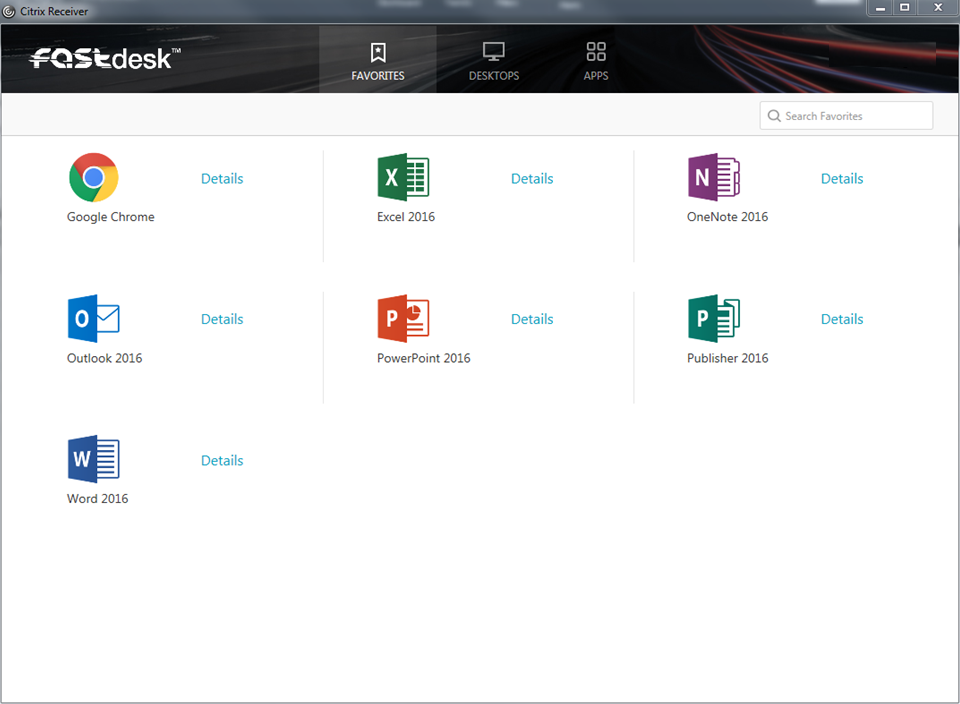 Citrix Receiver
fastdesk™
FAVORITES
DESKTOPS
APPS
Search Favorites
Details
Google Chrome
X
Details
Excel 2016
N
Details
OneNote 2016
O
Details
Outlook 2016
P
Details
PowerPoint 2016
P
Details
Publisher 2016
W
Details
Word 2016